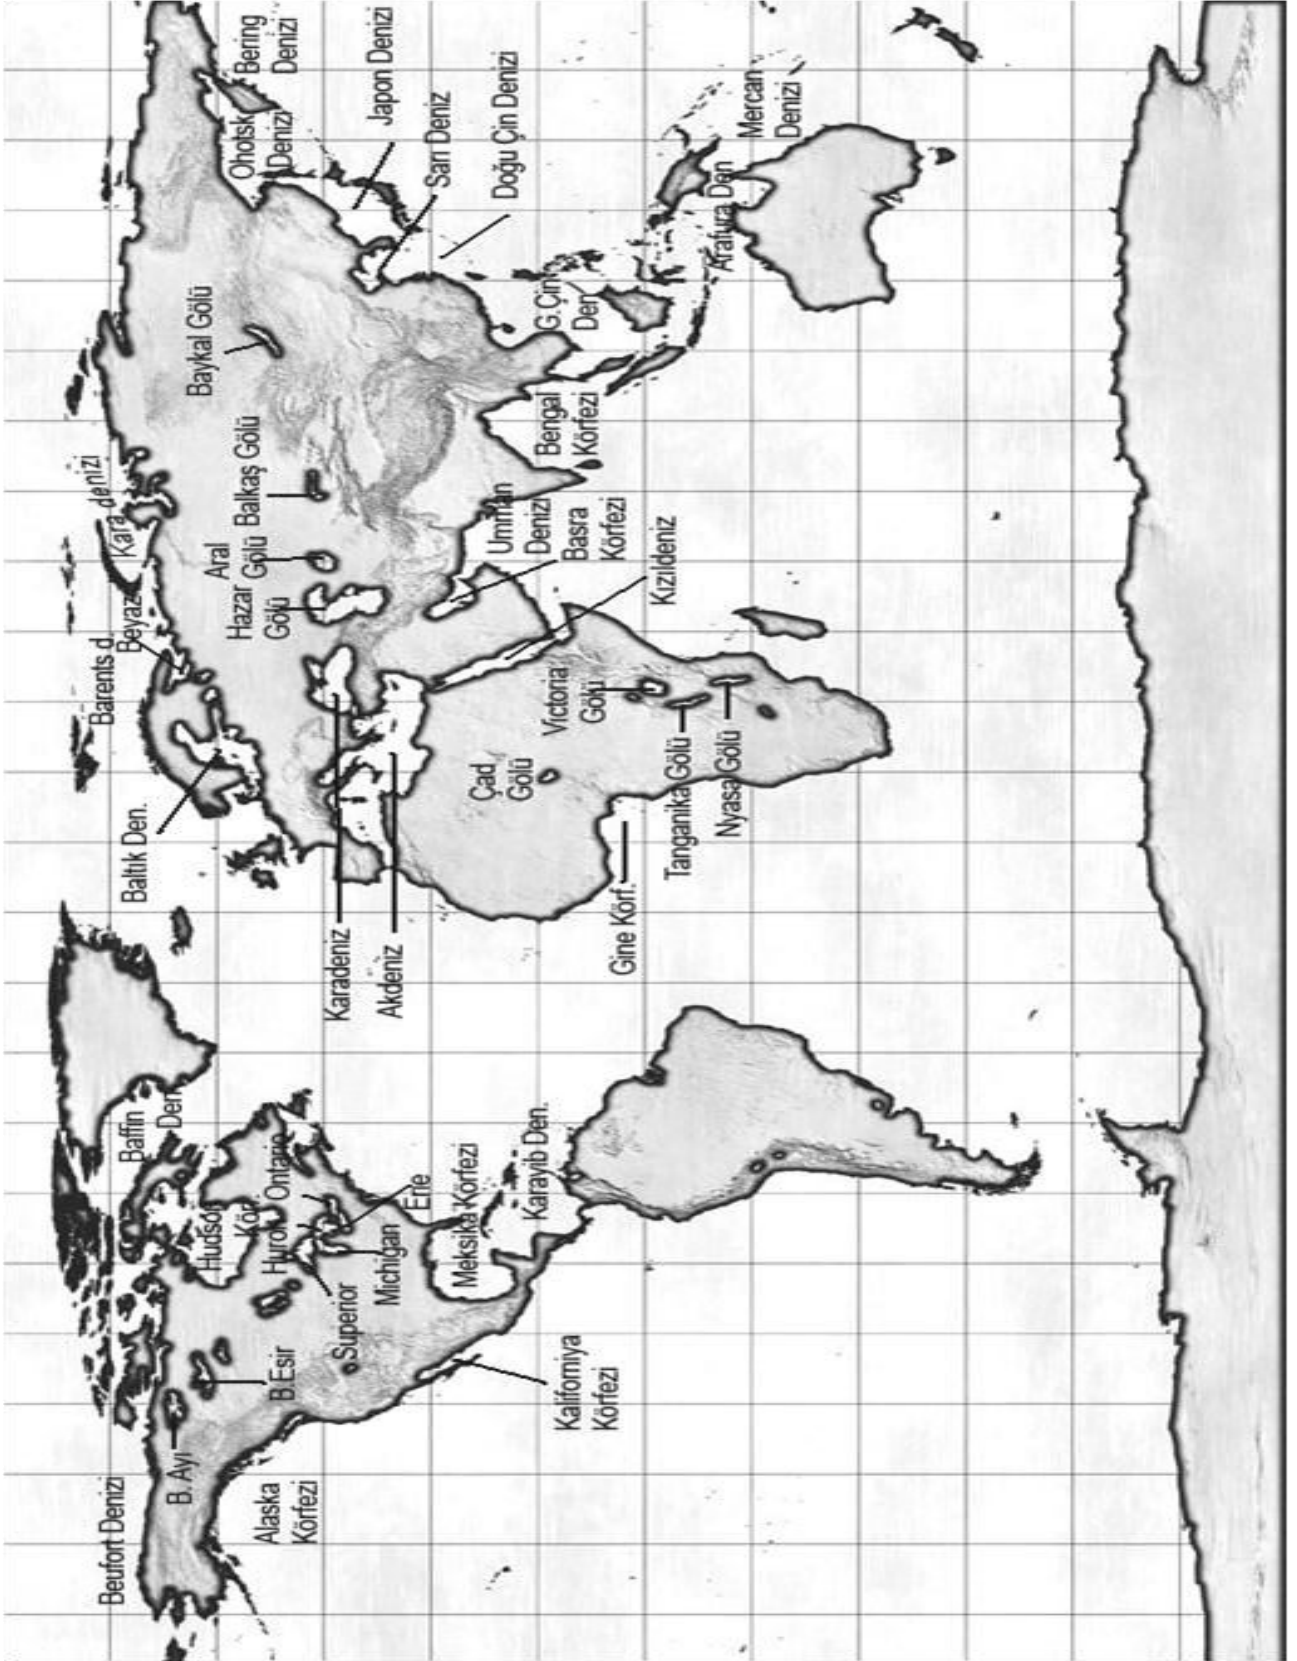 Beufort Denizi
B. Ayı
Alaska
Körfezi
B.Esir
Superior
Michigan
Erie
Huron
Ontario
Hudson
Kör
Baffin
Den
Meksika Körfezi
Karayib Den.
Kaliforniya
Körfezi
Baltık Den.
Barents d.
Beyaz
Kara denizi
Karadeniz
Akdeniz
Hazar
Gölü
Aral
Gölü
Balkaş Gölü
Baykal Gölü
Ohotsk
Denizi
Bering
Denizi
Japon Denizi
Sarı Deniz
Doğu Çin Denizi
G.Çin
Den
Bengal
Körfezi
Umman
Denizi
Basra
Körfezi
Kızıldeniz
Çad
Gölü
Victoria
Gölü
Gine Körf.
Tanganika Gölü
Nyasa Gölü
Arafura Den
Mercan
Denizi